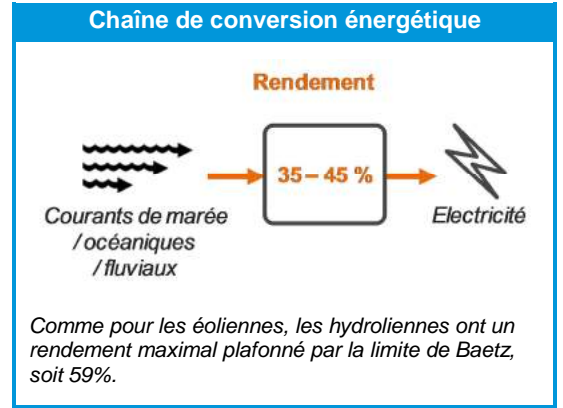 Chaîne de conversion énergétique
Rendement
35 – 45 %
Courants de marée
/ océaniques
/ fluviaux
Electricité
Comme pour les éoliennes, les hydroliennes ont un
rendement maximal plafonné par la limite de Baetz,
soit 59%.